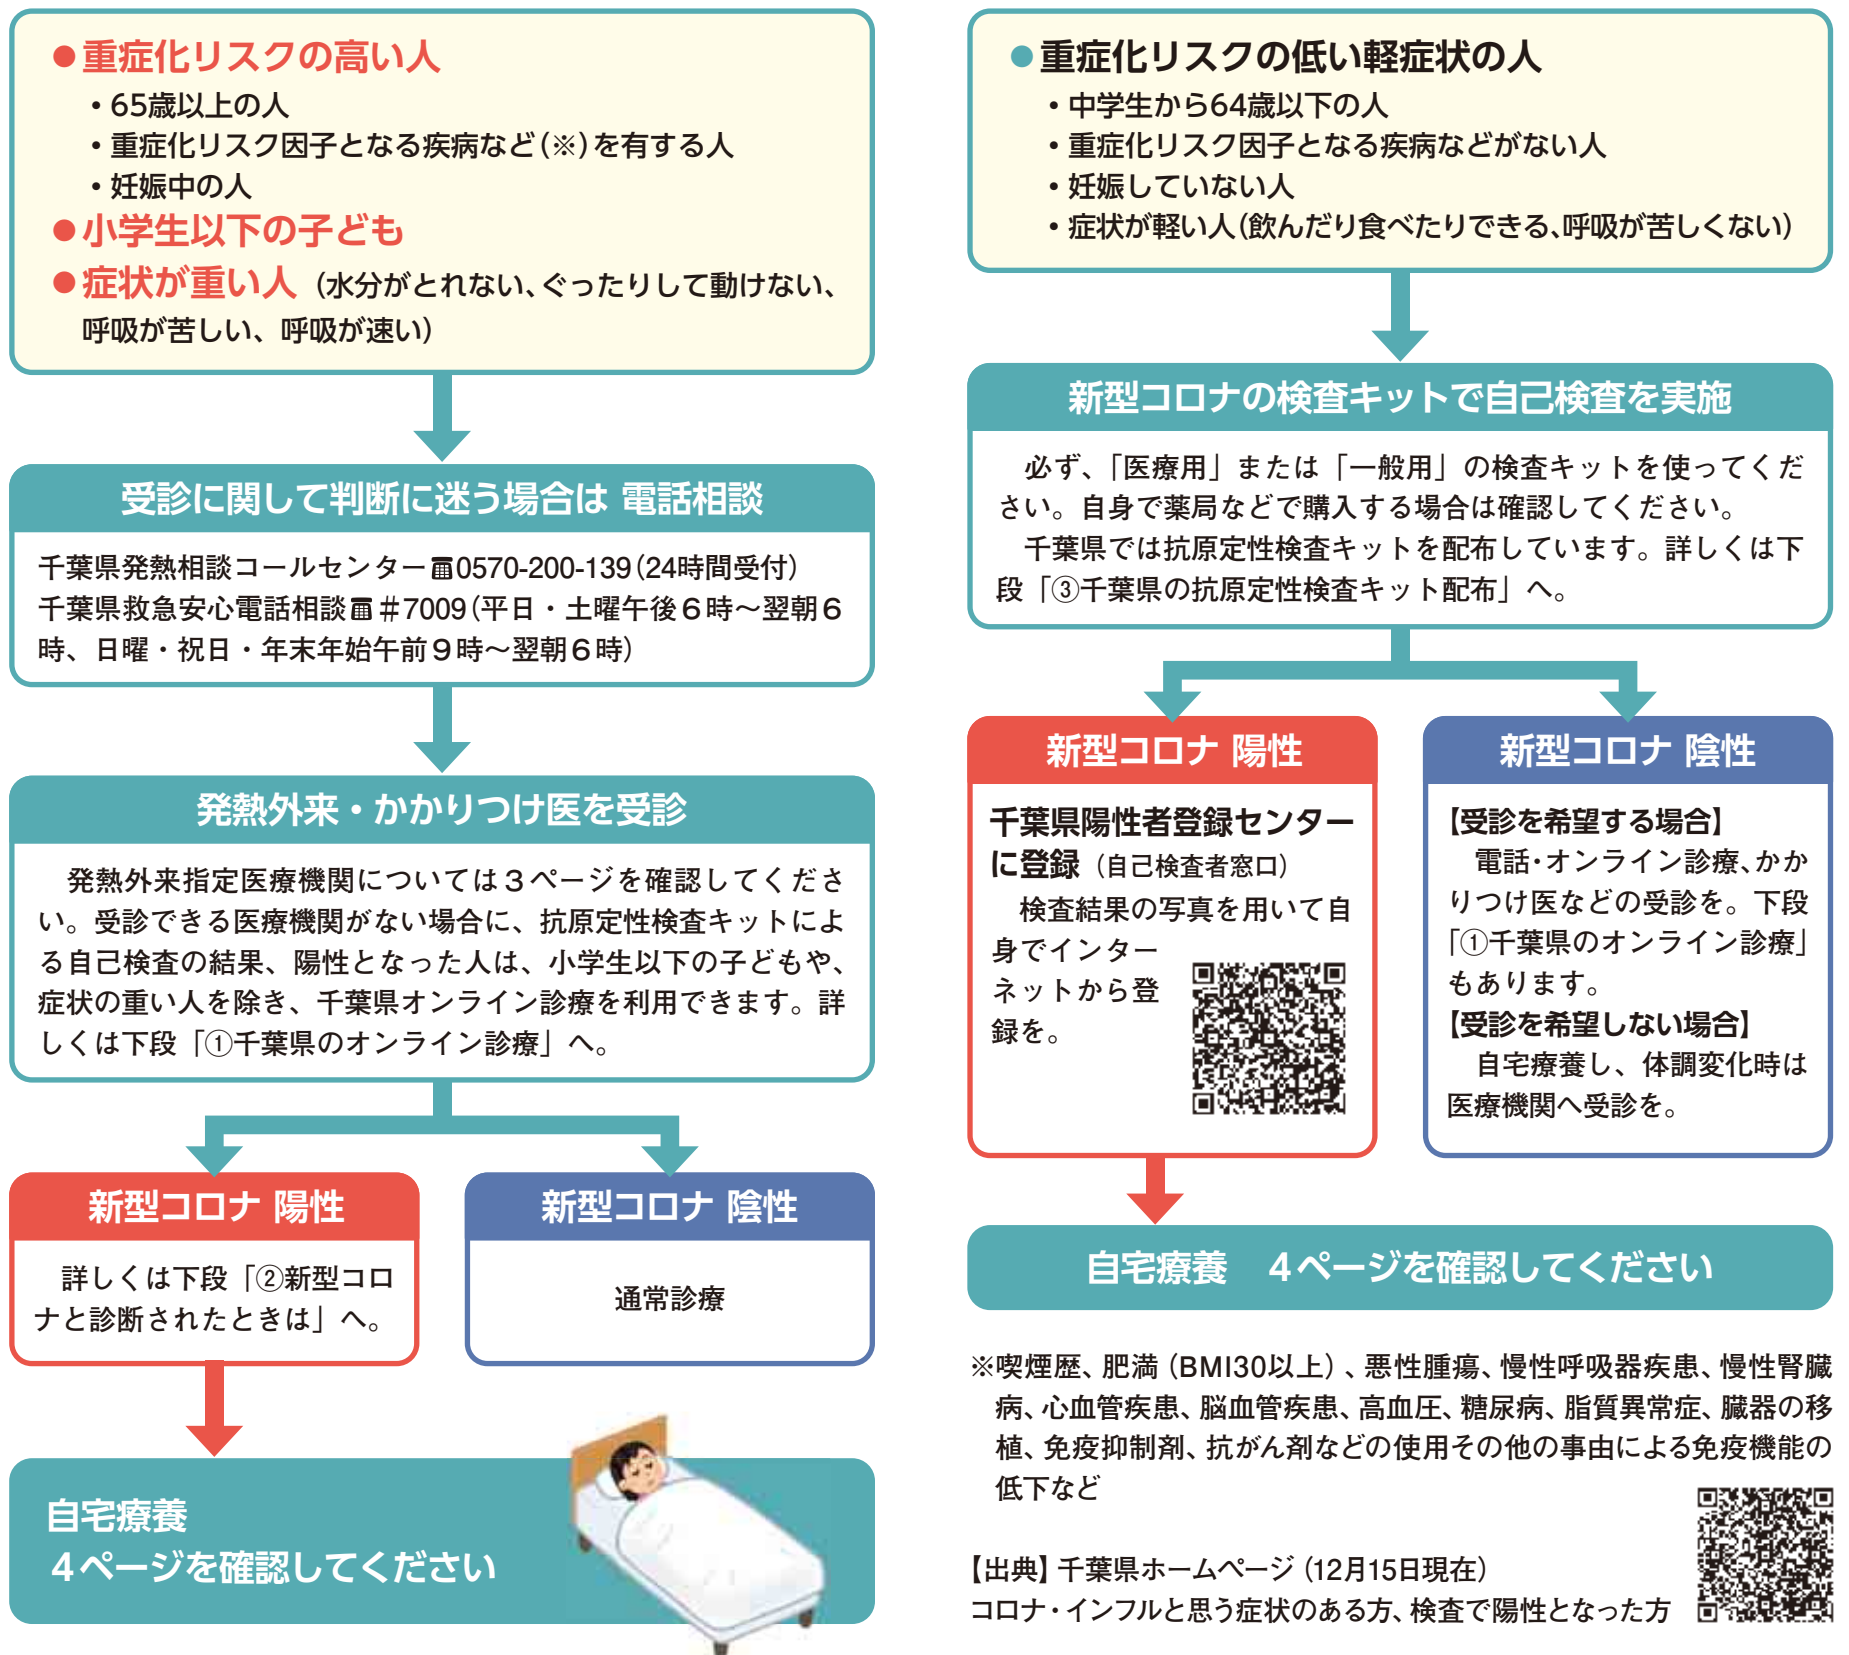 ●重症化リスクの高い人
・65歳以上の人
・重症化リスク因子となる疾病など(※)を有する人
・妊娠中の人
●小学生以下の子ども
●症状が重い人（水分がとれない、ぐったりして動けない、
呼吸が苦しい、呼吸が速い）
受診に関して判断に迷う場合は 電話相談
千葉県発熱相談コールセンター☎0570-200-139（24時間受付）
千葉県救急安心電話相談☎＃7009（平日・土曜午後６時～翌朝６
時、日曜・祝日・年末年始午前９時～翌朝６時）
発熱外来・かかりつけ医を受診
発熱外来指定医療機関については３ページを確認してくださ
い。受診できる医療機関がない場合に、抗原定性検査キットによ
る自己検査の結果、陽性となった人は、小学生以下の子どもや、
症状の重い人を除き、千葉県オンライン診療を利用できます。詳
しくは下段「①千葉県のオンライン診療」へ。
新型コロナ 陽性
詳しくは下段「②新型コロ
ナと診断されたときは」へ。
新型コロナ 陰性
通常診療
自宅療養
４ページを確認してください
●重症化リスクの低い軽症状の人
・中学生から64歳以下の人
・重症化リスク因子となる疾病などがない人
・妊娠していない人
・症状が軽い人（飲んだり食べたりできる、呼吸が苦しくない）
新型コロナの検査キットで自己検査を実施
必ず、「医療用」または「一般用」の検査キットを使ってくだ
さい。自身で薬局などで購入する場合は確認してください。
千葉県では抗原定性検査キットを配布しています。詳しくは下
段「③千葉県の抗原定性検査キット配布」へ。
新型コロナ 陽性
千葉県陽性者登録センター
に登録（自己検査者窓口）
検査結果の写真を用いて自
身でインター
ネットから登
録を。
新型コロナ 陰性
【受診を希望する場合】
電話・オンライン診療、かか
りつけ医などの受診を。下段
「①千葉県のオンライン診療」
もあります。
【受診を希望しない場合】
自宅療養し、体調変化時は
医療機関へ受診を。
自宅療養　４ページを確認してください
※喫煙歴、肥満（BMI30以上）、悪性腫瘍、慢性呼吸器疾患、慢性腎臓
病、心血管疾患、脳血管疾患、高血圧、糖尿病、脂質異常症、臓器の移
植、免疫抑制剤、抗がん剤などの使用その他の事由による免疫機能の
低下など
【出典】千葉県ホームページ（12月15日現在）
コロナ・インフルと思う症状のある方、検査で陽性となった方